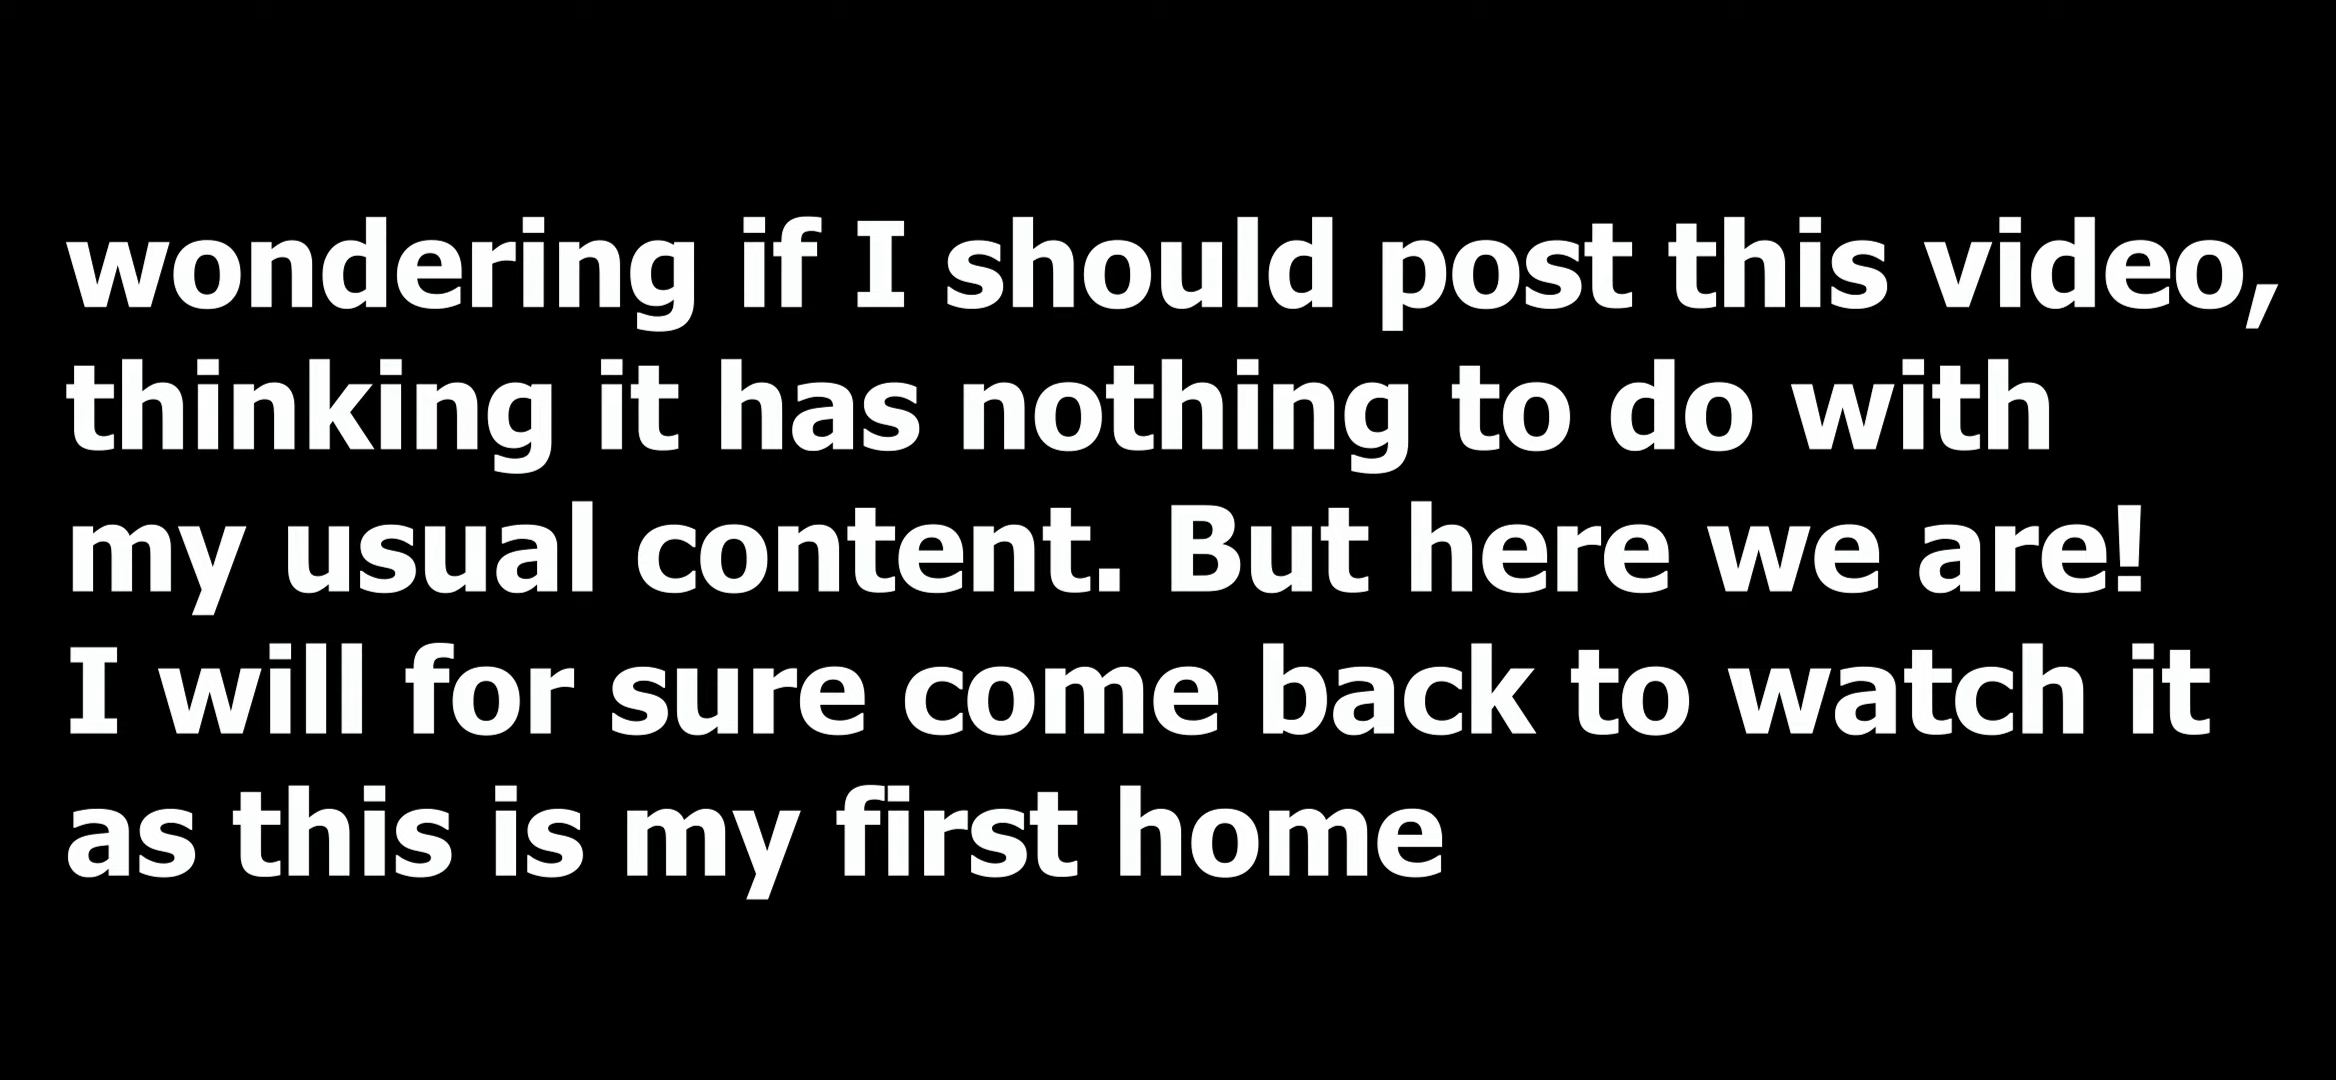 wondering if I should post this video,
thinking it has nothing to do with
my usual content. But here we are!
I will for sure come back to watch it
as this is my first home